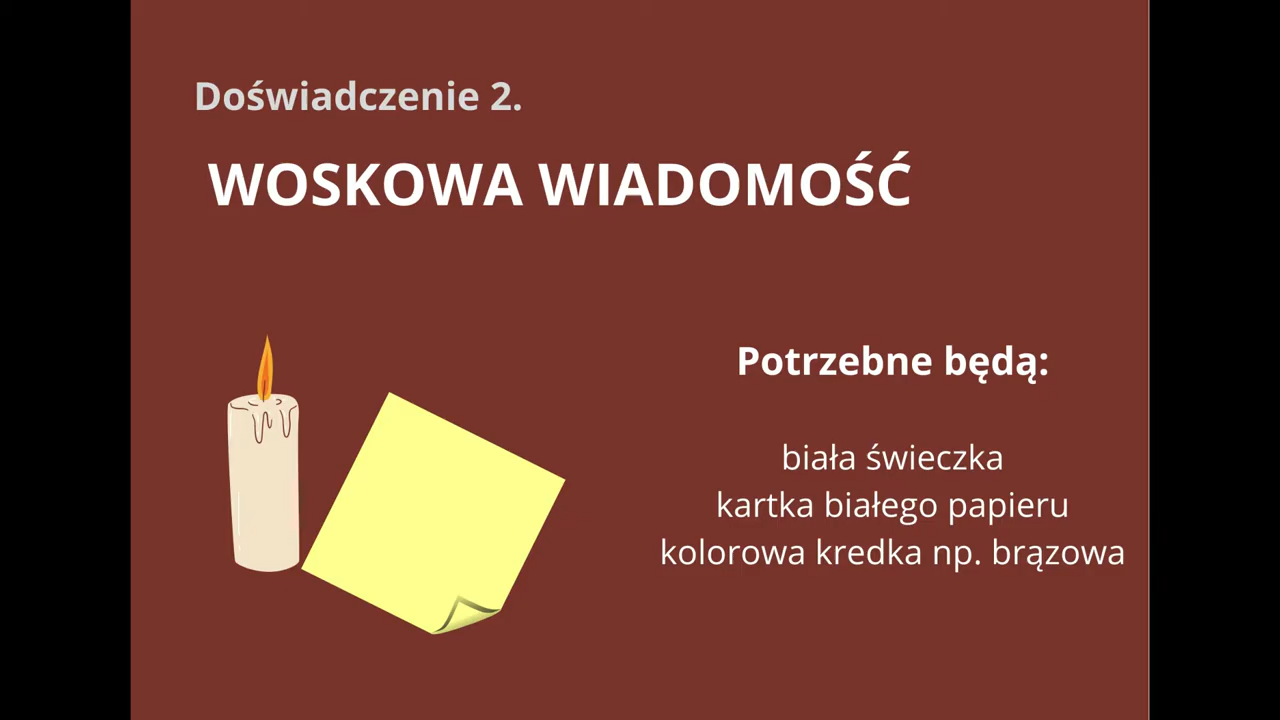 Doświadczenie 2.
WOSKOWA WIADOMOŚĆ
Potrzebne będą:
biała świeczka
kartka białego papieru
kolorowa kredka np. brązowa